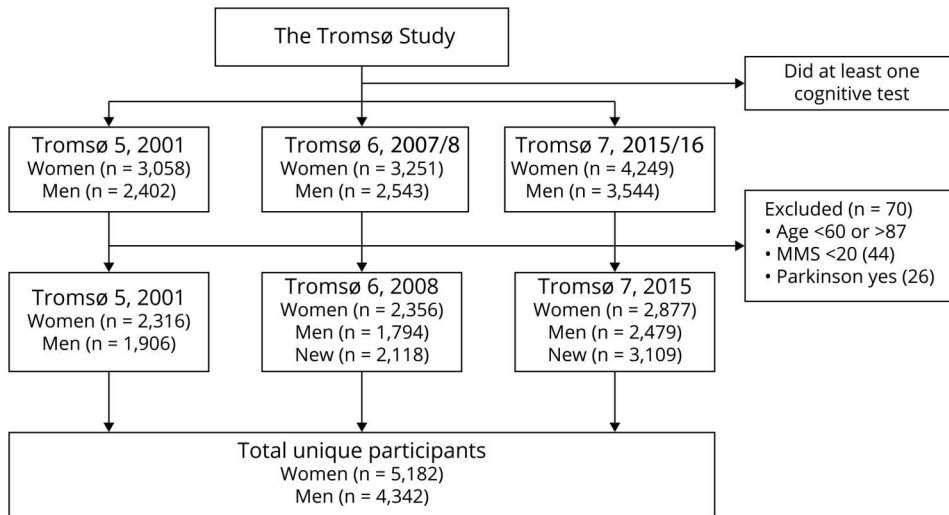 The Tromsø Study
Did at least one
cognitive test
Tromsø 5, 2001
Women (n = 3,058)
Men (n = 2,402)
Tromsø 6, 2007/8
Women (n = 3,251)
Men (n = 2,543)
Tromsø 7, 2015/16
Women (n = 4,249)
Men (n = 3,544)
Excluded (n = 70)
• Age <60 or >87
• MMS <20 (44)
• Parkinson yes (26)
Tromsø 5, 2001
Women (n = 2,316)
Men (n = 1,906)
Tromsø 6, 2008
Women (n = 2,356)
Men (n = 1,794)
New (n = 2,118)
Tromsø 7, 2015
Women (n = 2,877)
Men (n = 2,479)
New (n = 3,109)
Total unique participants
Women (n = 5,182)
Men (n = 4,342)